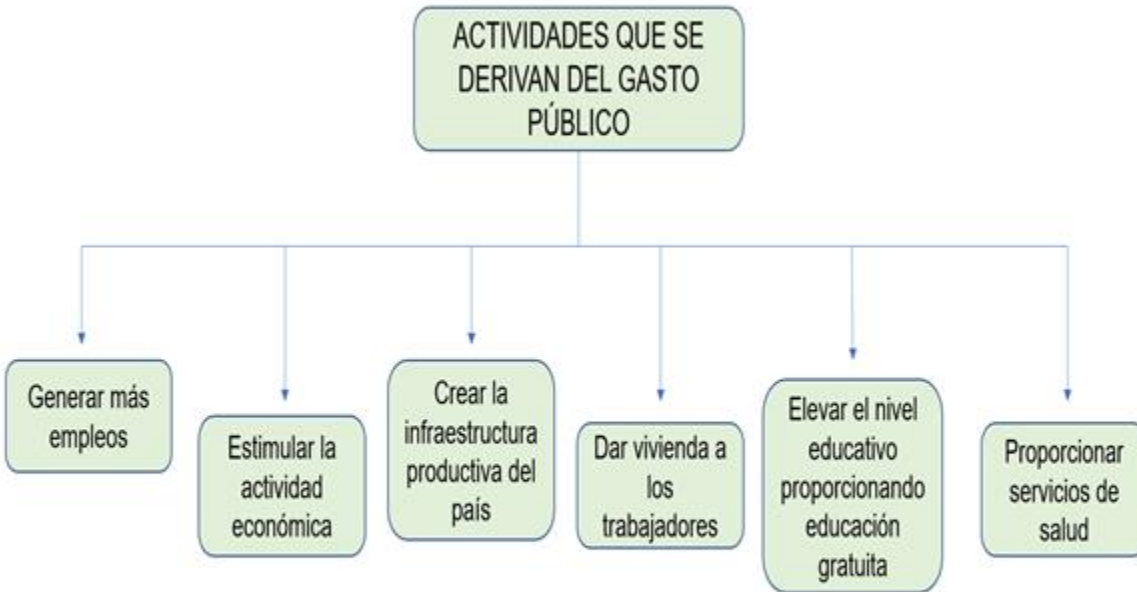 ACTIVIDADES QUE SE
DERIVAN DEL GASTO
PÚBLICO
Generar más
empleos
Estimular la
actividad
económica
Crear la
infraestructura
productiva del
país
Dar vivienda a
los
trabajadores
Elevar el nivel
educativo
proporcionando
educación
gratuita
Proporcionar
servicios de
salud